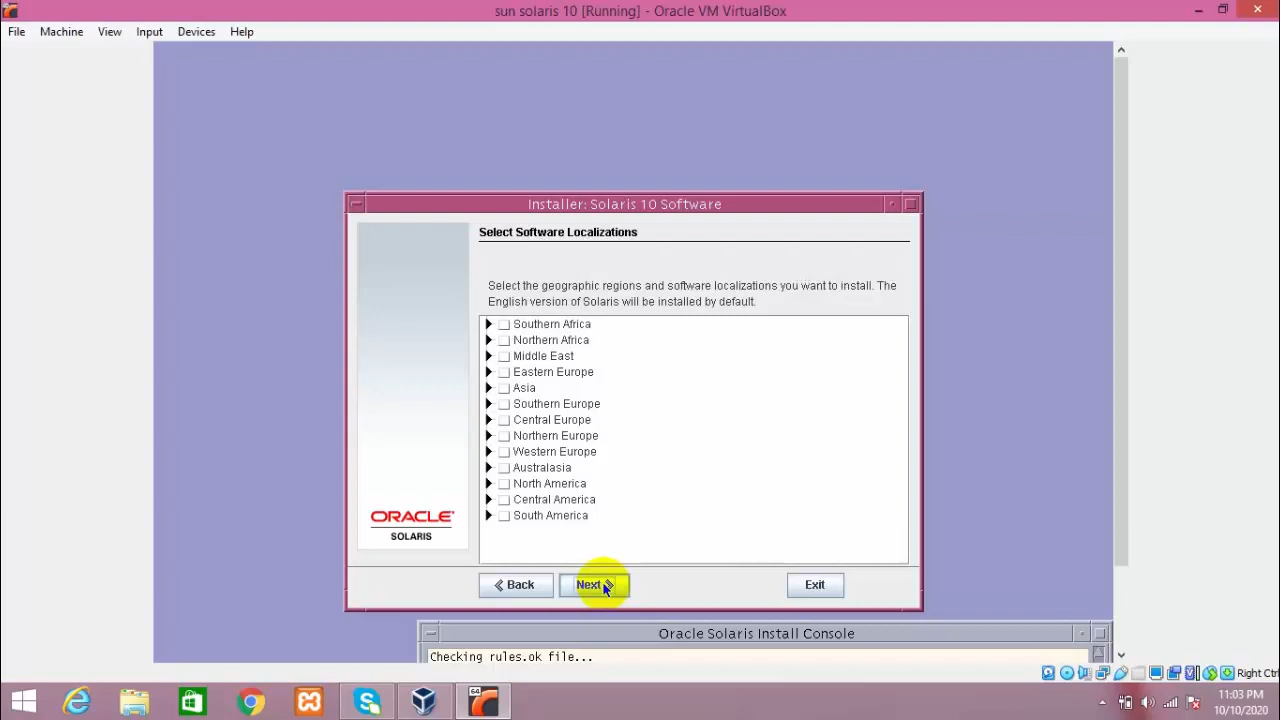 sun solaris 10 [Running] - Oracle VM VirtualBox
File Machine View Input Devices Help
Installer: Solaris 10 Software
Select Software Localizations
Select the geographic regions and software localizations you want to install. The
English version of Solaris will be installed by default.
Southern Africa
Northern Africa
Middle East
Eastern Europe
Asia
Southern Europe
Central Europe
Northern Europe
Western Europe
Australasia
North America
Central America
South America
ORACLE
SOLARIS
Back Next Exit
Oracle Solaris Install Console
Checking rules.ok file...
Right Ctrl
64
11:03 PM
10/10/2020